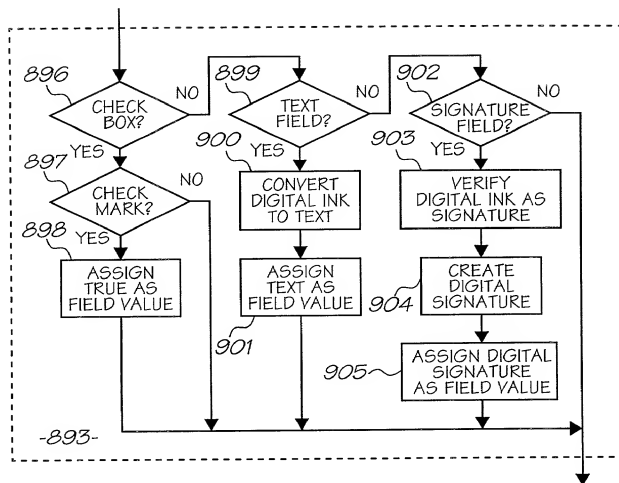 896
CHECK
BOX?
NO
YES
897
CHECK
MARK?
NO
YES
898
ASSIGN
TRUE AS
FIELD VALUE
899
TEXT
FIELD?
NO
YES
900
CONVERT
DIGITAL INK
TO TEXT
ASSIGN
TEXT AS
FIELD VALUE
901
902
SIGNATURE
FIELD?
NO
YES
903
VERIFY
DIGITAL INK AS
SIGNATURE
CREATE
DIGITAL
SIGNATURE
904
ASSIGN DIGITAL
SIGNATURE
AS FIELD VALUE
905
-893-